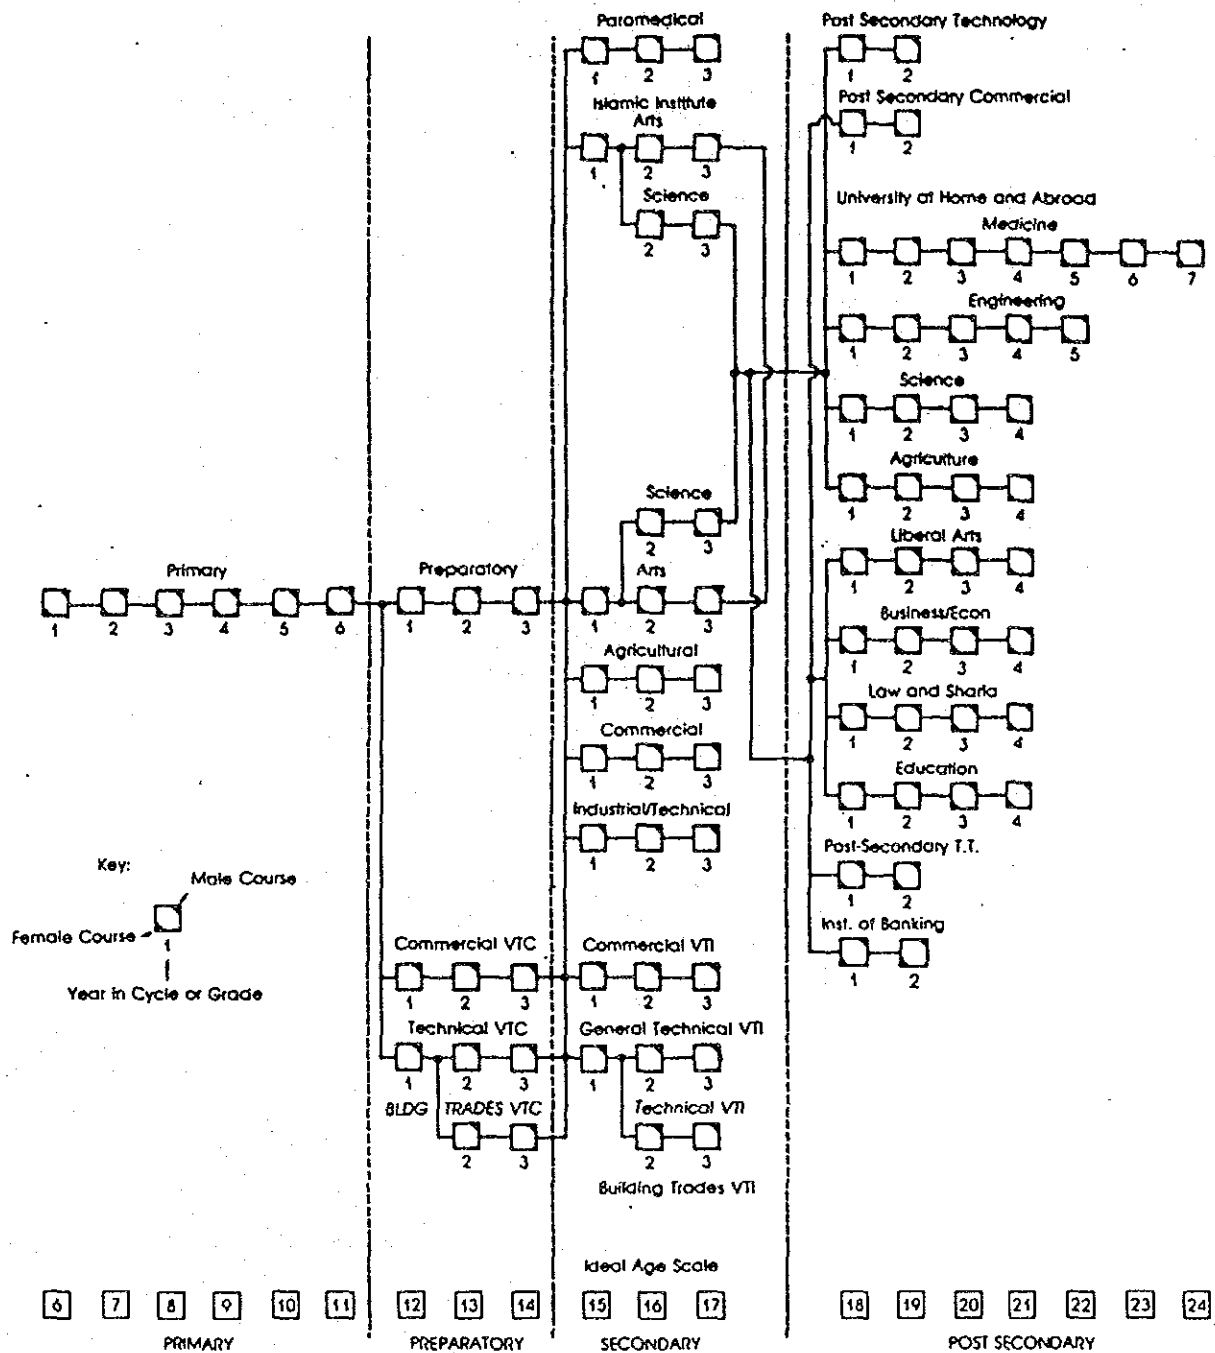 Paromedical
1 2 3
Post Secondary Technology
1 2
Islamic Institute
Arts
1 2 3
Post Secondary Commercial
1 2
Science
2 3
University at Home and Abroad
Medicine
1 2 3 4 5 6 7
Engineering
1 2 3 4 5
Science
1 2 3 4
Agriculture
1 2 3 4
Science
2 3
Liberal Arts
1 2 3 4
Primary
1 2 3 4 5 6
Preparatory
1 2 3
Arts
1 2 3
Business/Econ
1 2 3 4
Agricultural
1 2 3
Law and Sharia
1 2 3 4
Commercial
1 2 3
Education
1 2 3 4
Industrial/Technical
1 2 3
Post-Secondary T.T.
1 2
Key:
Male Course
Female Course
1
Year in Cycle or Grade
Inst. of Banking
1 2
Commercial VTC
1 2 3
Commercial VTI
1 2 3
Technical VTC
1 2 3
General Technical VTI
1 2 3
BLDG TRADES VTC
2 3
Technical VTI
2 3
Building Trades VTI
Ideal Age Scale
6 7 8 9 10 11 12 13 14 15 16 17 18 19 20 21 22 23 24
PRIMARY PREPARATORY SECONDARY POST SECONDARY